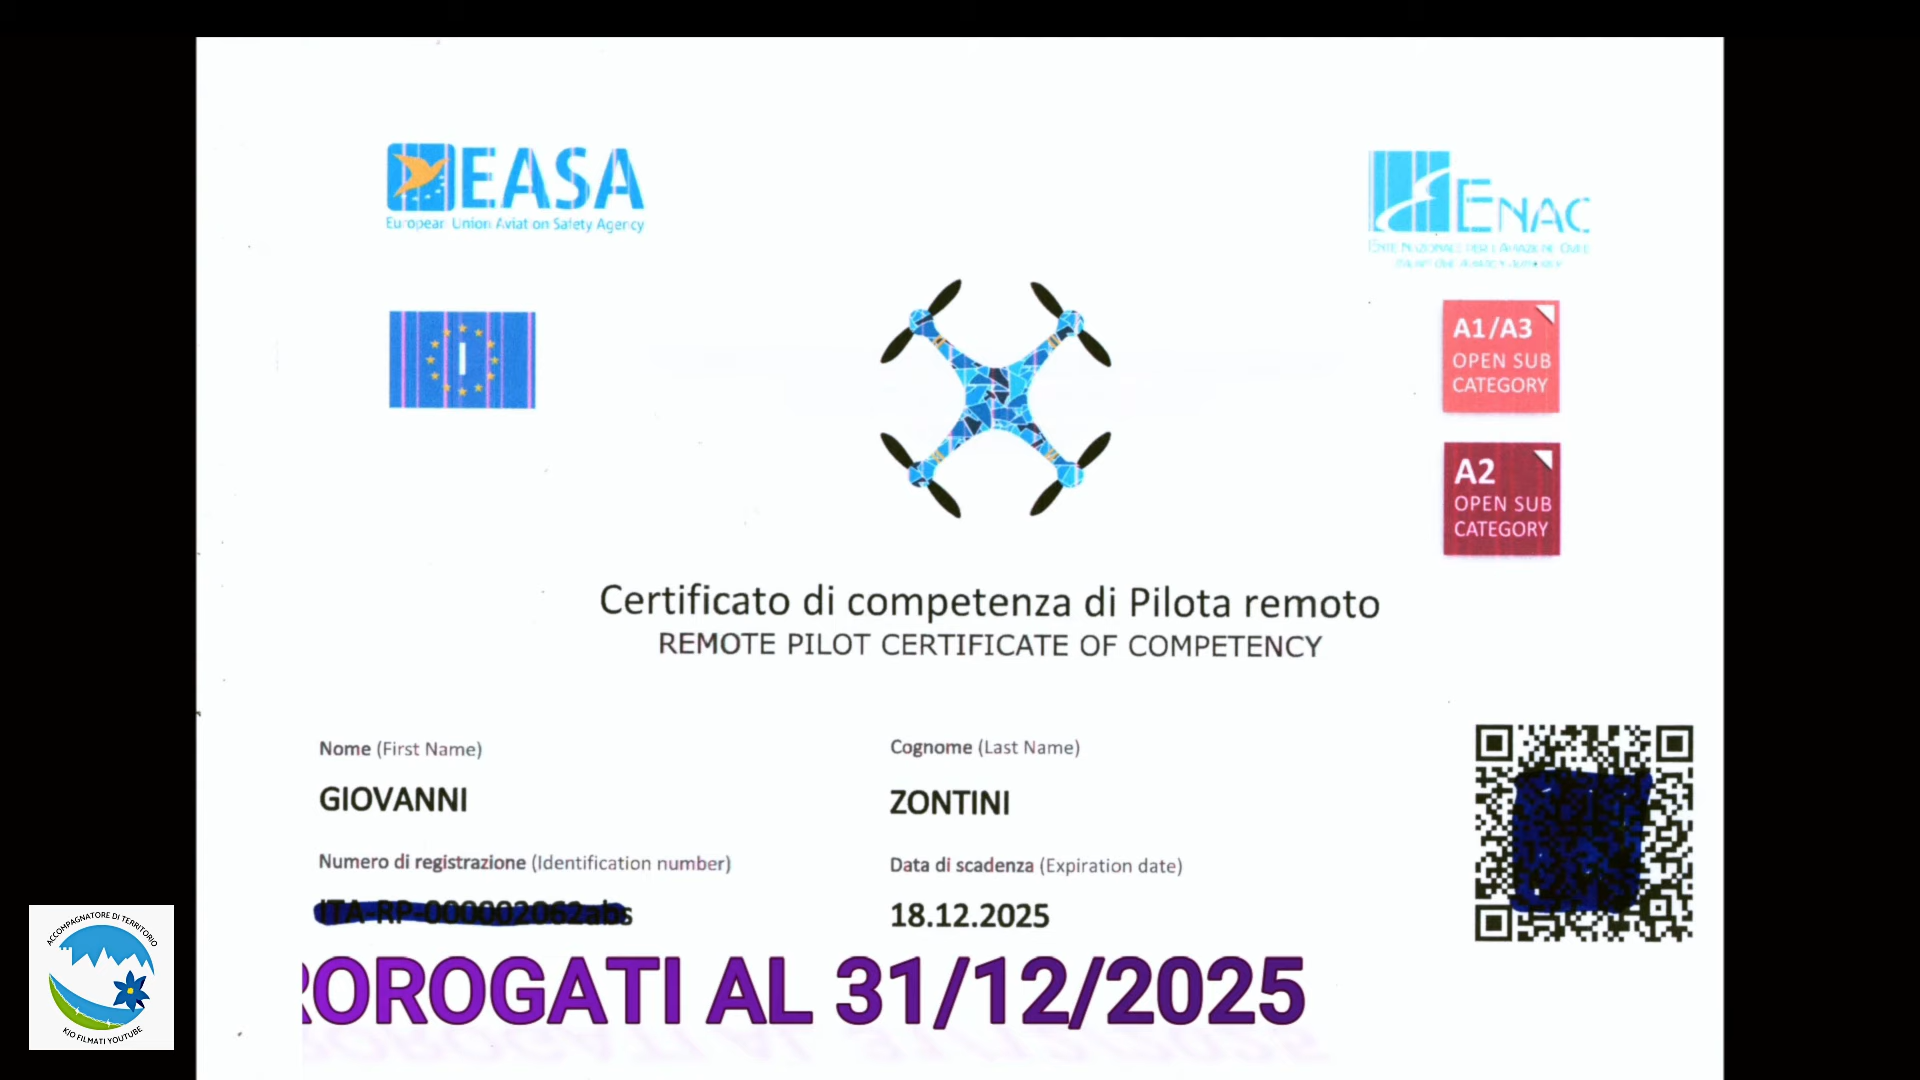 EASA
European Union Aviation Safety Agency
ENAC
A1/A3
OPEN SUB
CATEGORY
A2
OPEN SUB
CATEGORY
Certificato di competenza di Pilota remoto
REMOTE PILOT CERTIFICATE OF COMPETENCY
Nome (First Name)
Cognome (Last Name)
GIOVANNI
ZONTINI
Numero di registrazione (Identification number)
Data di scadenza (Expiration date)
18.12.2025
ROROGATI AL 31/12/2025
ACCOMPAGNATORE DI TERRITORIO
KIO FILMATI YOUTUBE